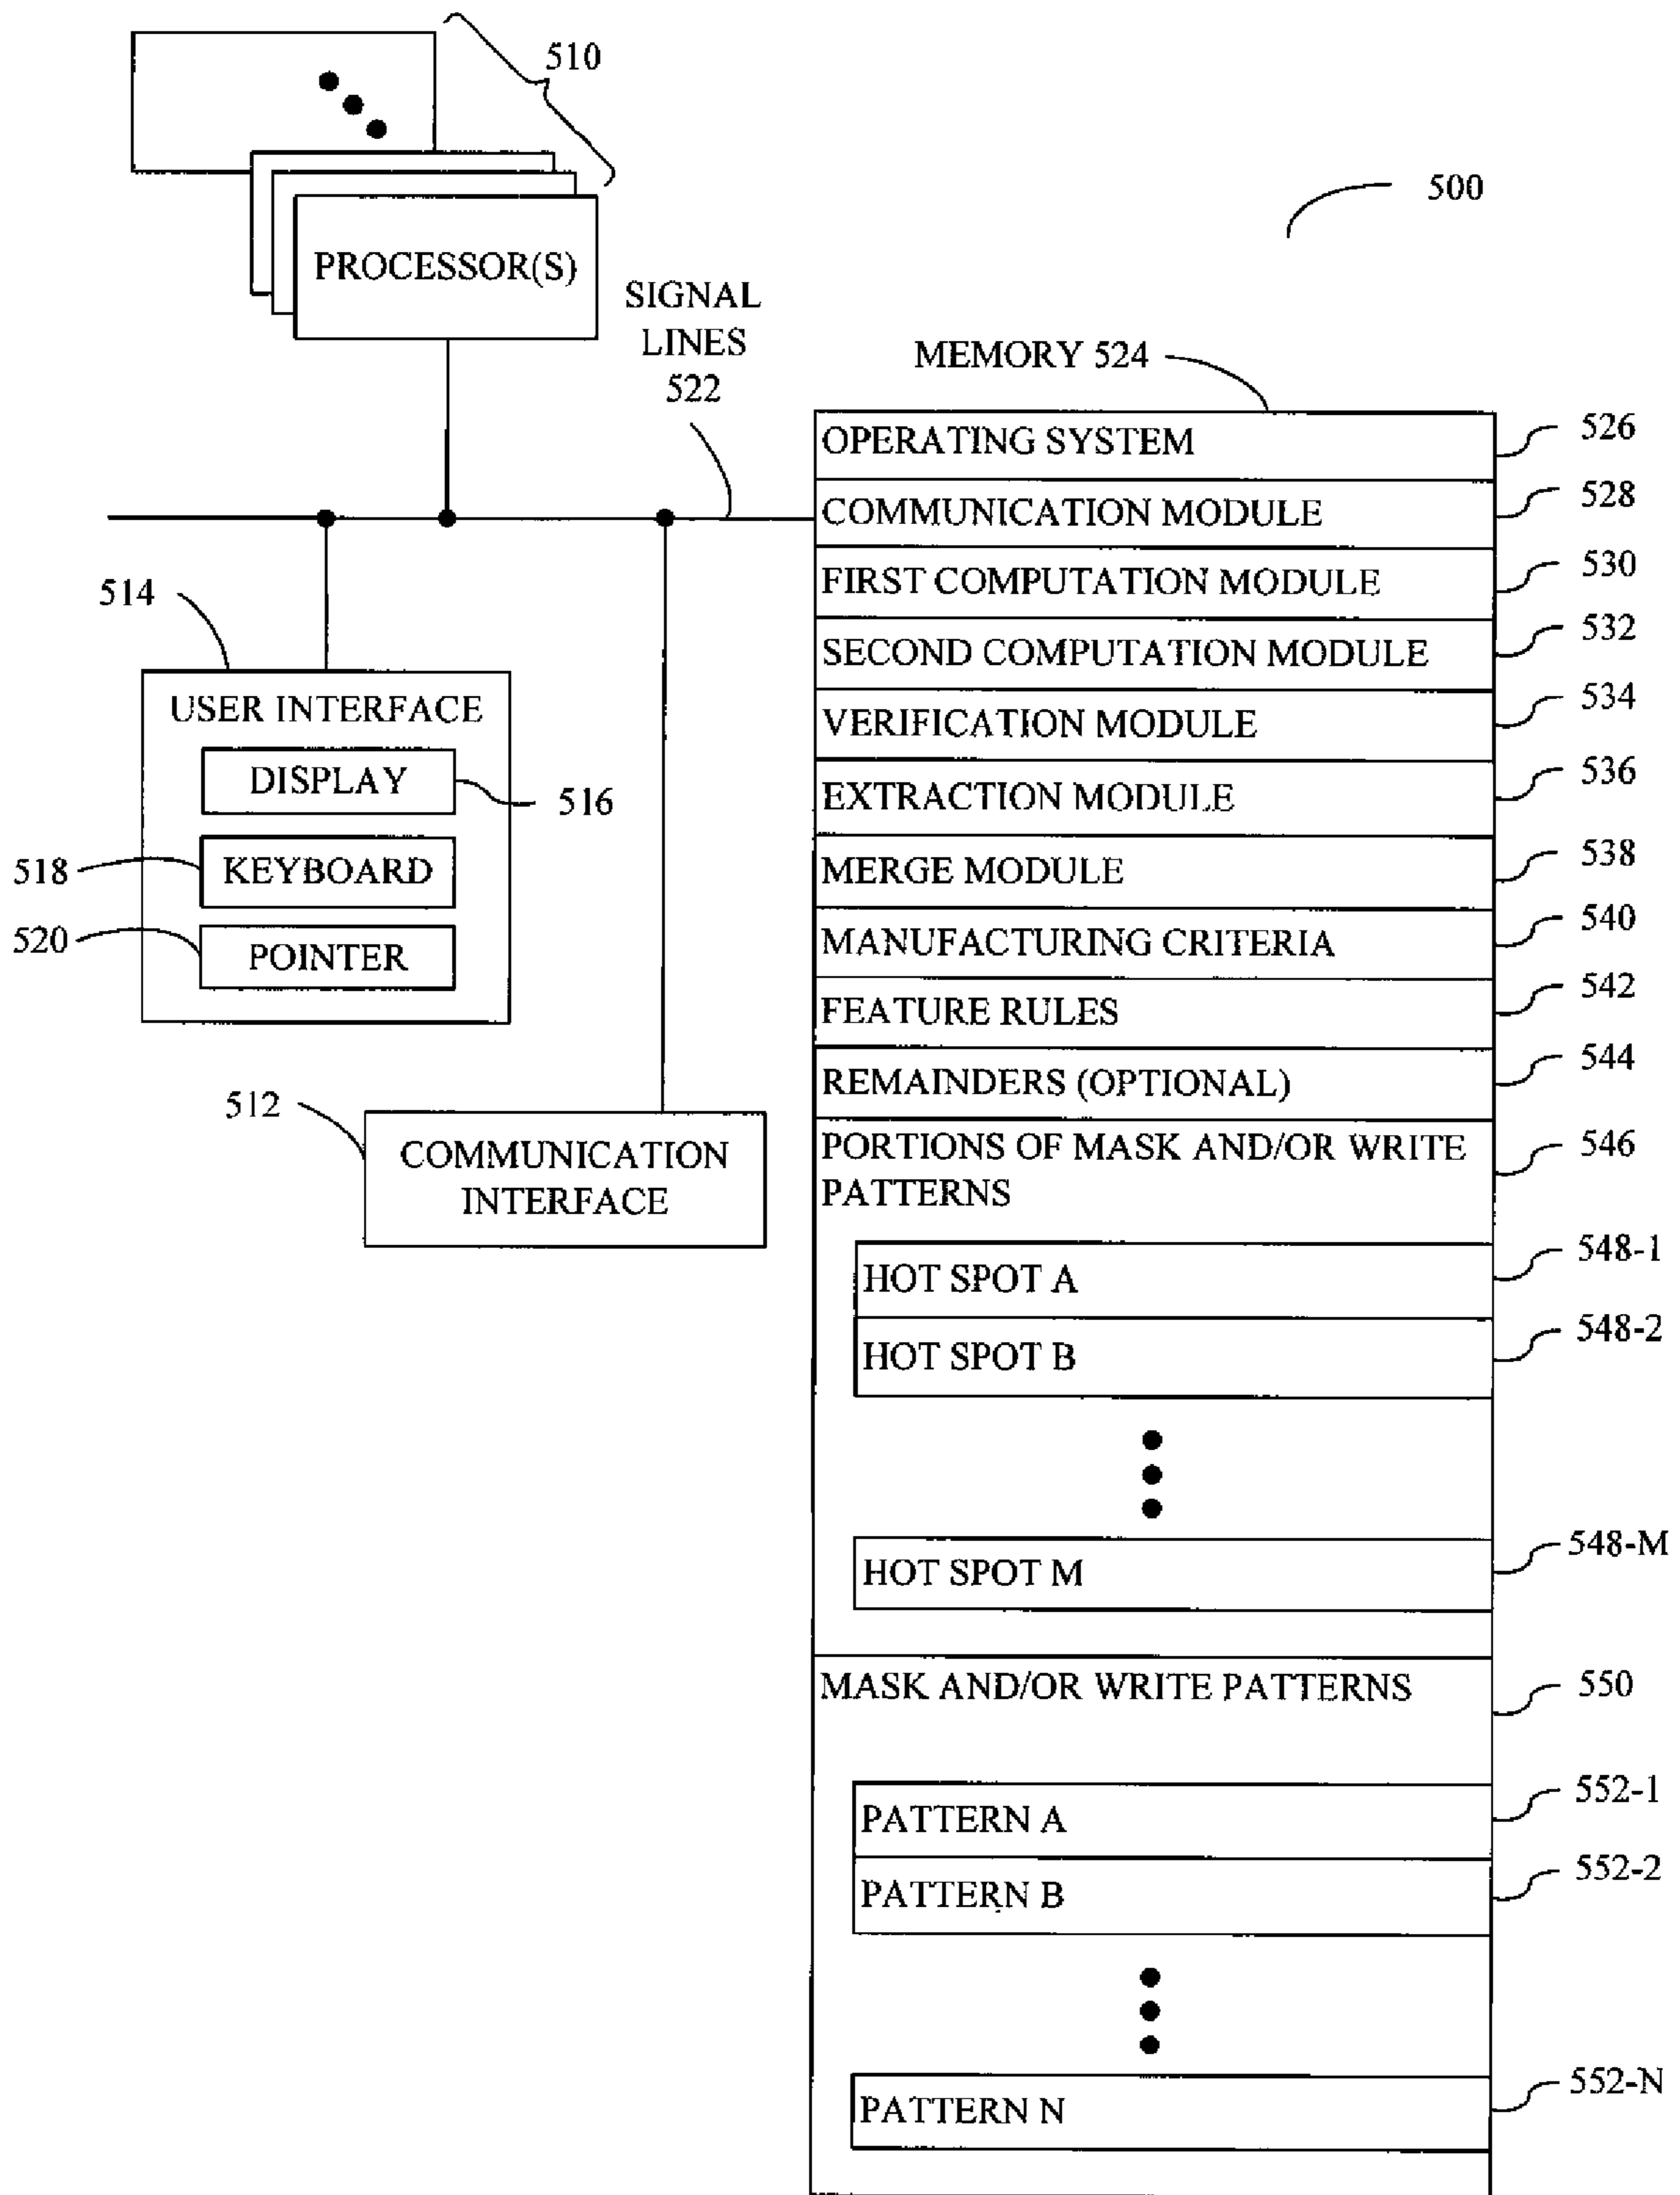 510
PROCESSOR(S)
500
SIGNAL
LINES
522
MEMORY 524
OPERATING SYSTEM
526
COMMUNICATION MODULE
528
FIRST COMPUTATION MODULE
530
SECOND COMPUTATION MODULE
532
VERIFICATION MODULE
534
EXTRACTION MODULE
536
MERGE MODULE
538
MANUFACTURING CRITERIA
540
FEATURE RULES
542
REMAINDERS (OPTIONAL)
544
PORTIONS OF MASK AND/OR WRITE
PATTERNS
546
HOT SPOT A
548-1
HOT SPOT B
548-2
HOT SPOT M
548-M
MASK AND/OR WRITE PATTERNS
550
PATTERN A
552-1
PATTERN B
552-2
PATTERN N
552-N
514
USER INTERFACE
DISPLAY
516
518
KEYBOARD
520
POINTER
512
COMMUNICATION
INTERFACE